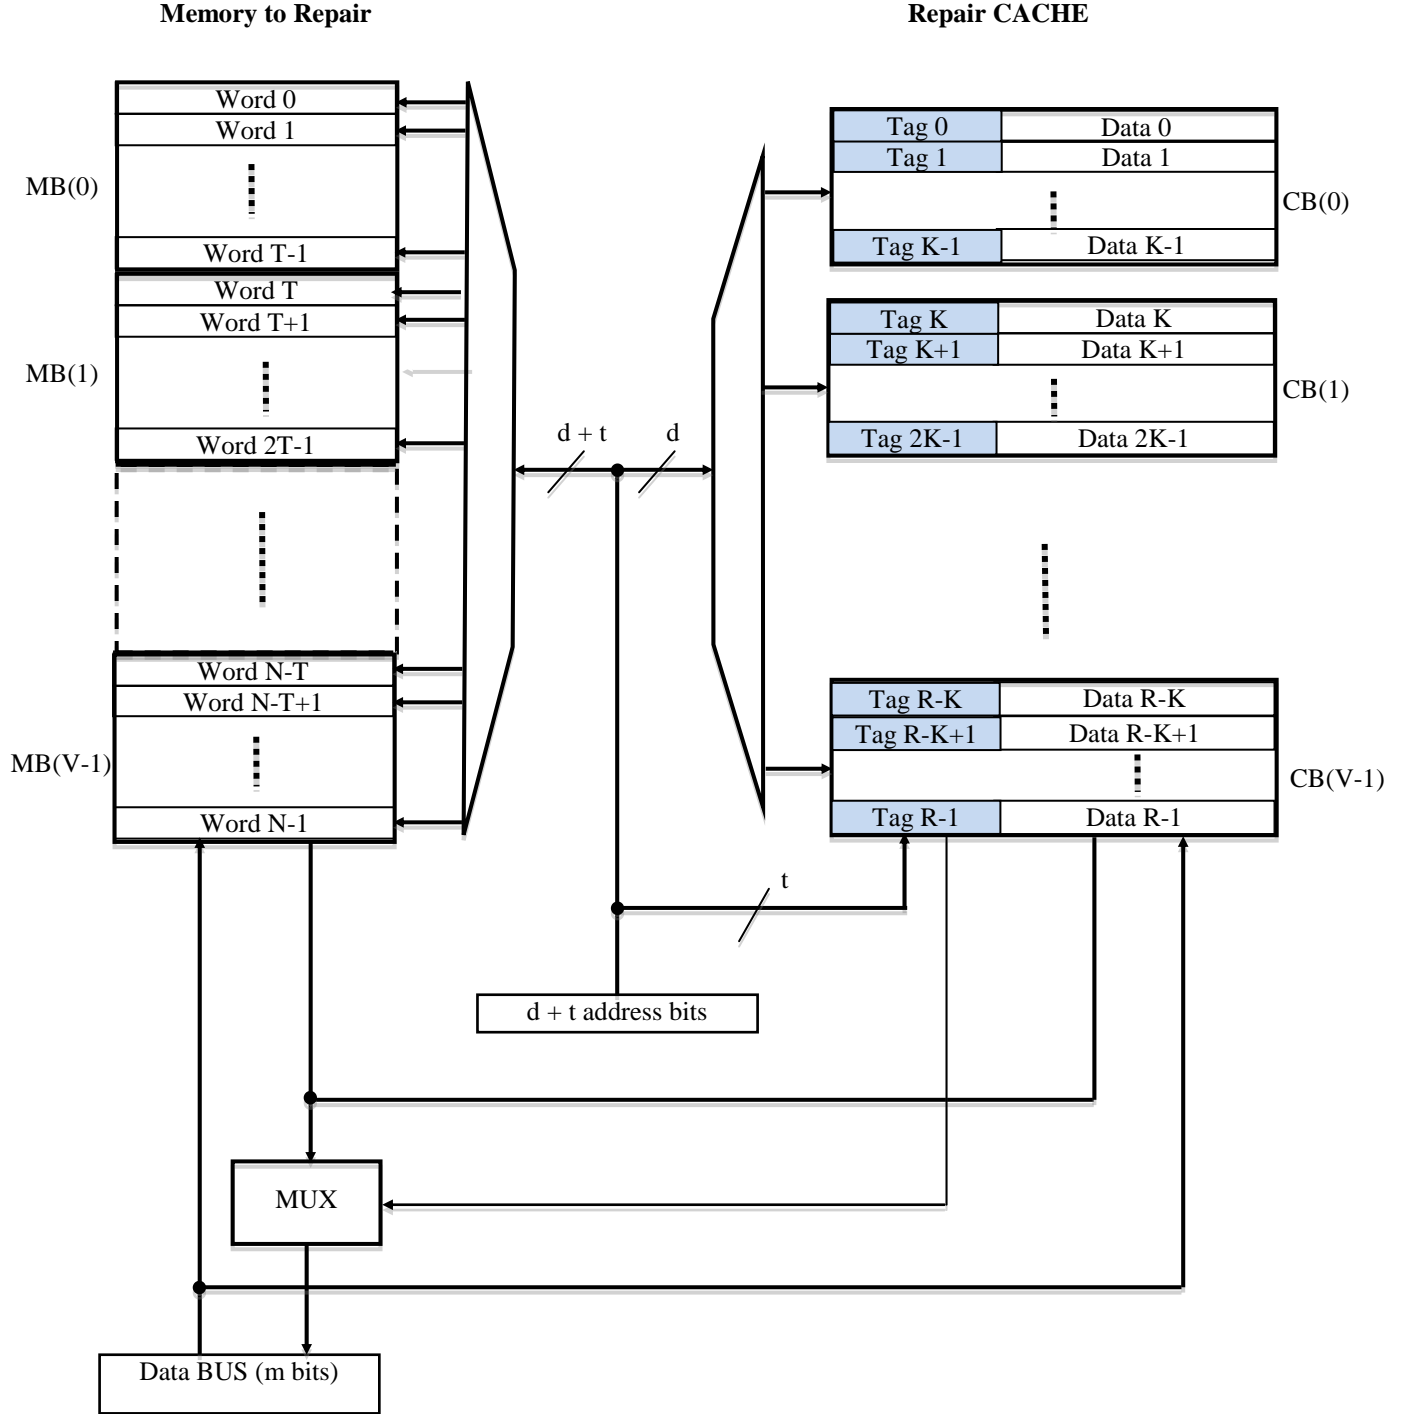 Memory to Repair
Repair CACHE
Word 0
Word 1
MB(0)
Word T-1
Word T
Word T+1
MB(1)
Word 2T-1
Word N-T
Word N-T+1
MB(V-1)
Word N-1
d + t
d
Tag 0 Data 0
Tag 1 Data 1
CB(0)
Tag K-1 Data K-1
Tag K Data K
Tag K+1 Data K+1
CB(1)
Tag 2K-1 Data 2K-1
Tag R-K Data R-K
Tag R-K+1 Data R-K+1
CB(V-1)
Tag R-1 Data R-1
t
d + t address bits
MUX
Data BUS (m bits)